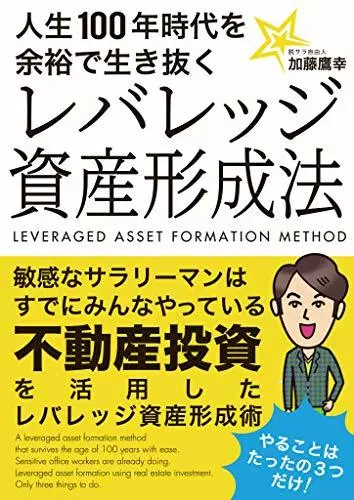 人生100年時代を
余裕で生き抜く
脱サラ自由人
加藤鷹幸
レバレッジ
資産形成法
LEVERAGED ASSET FORMATION METHOD
敏感なサラリーマンは
すでにみんなやっている
不動産投資
を活用した
レバレッジ資産形成術
A leveraged asset formation method
that survives the age of 100 years with ease.
Sensitive office workers are already doing.
Leveraged asset formation using real estate investment.
Only three things to do.
やることは
たったの3つ
だけ!